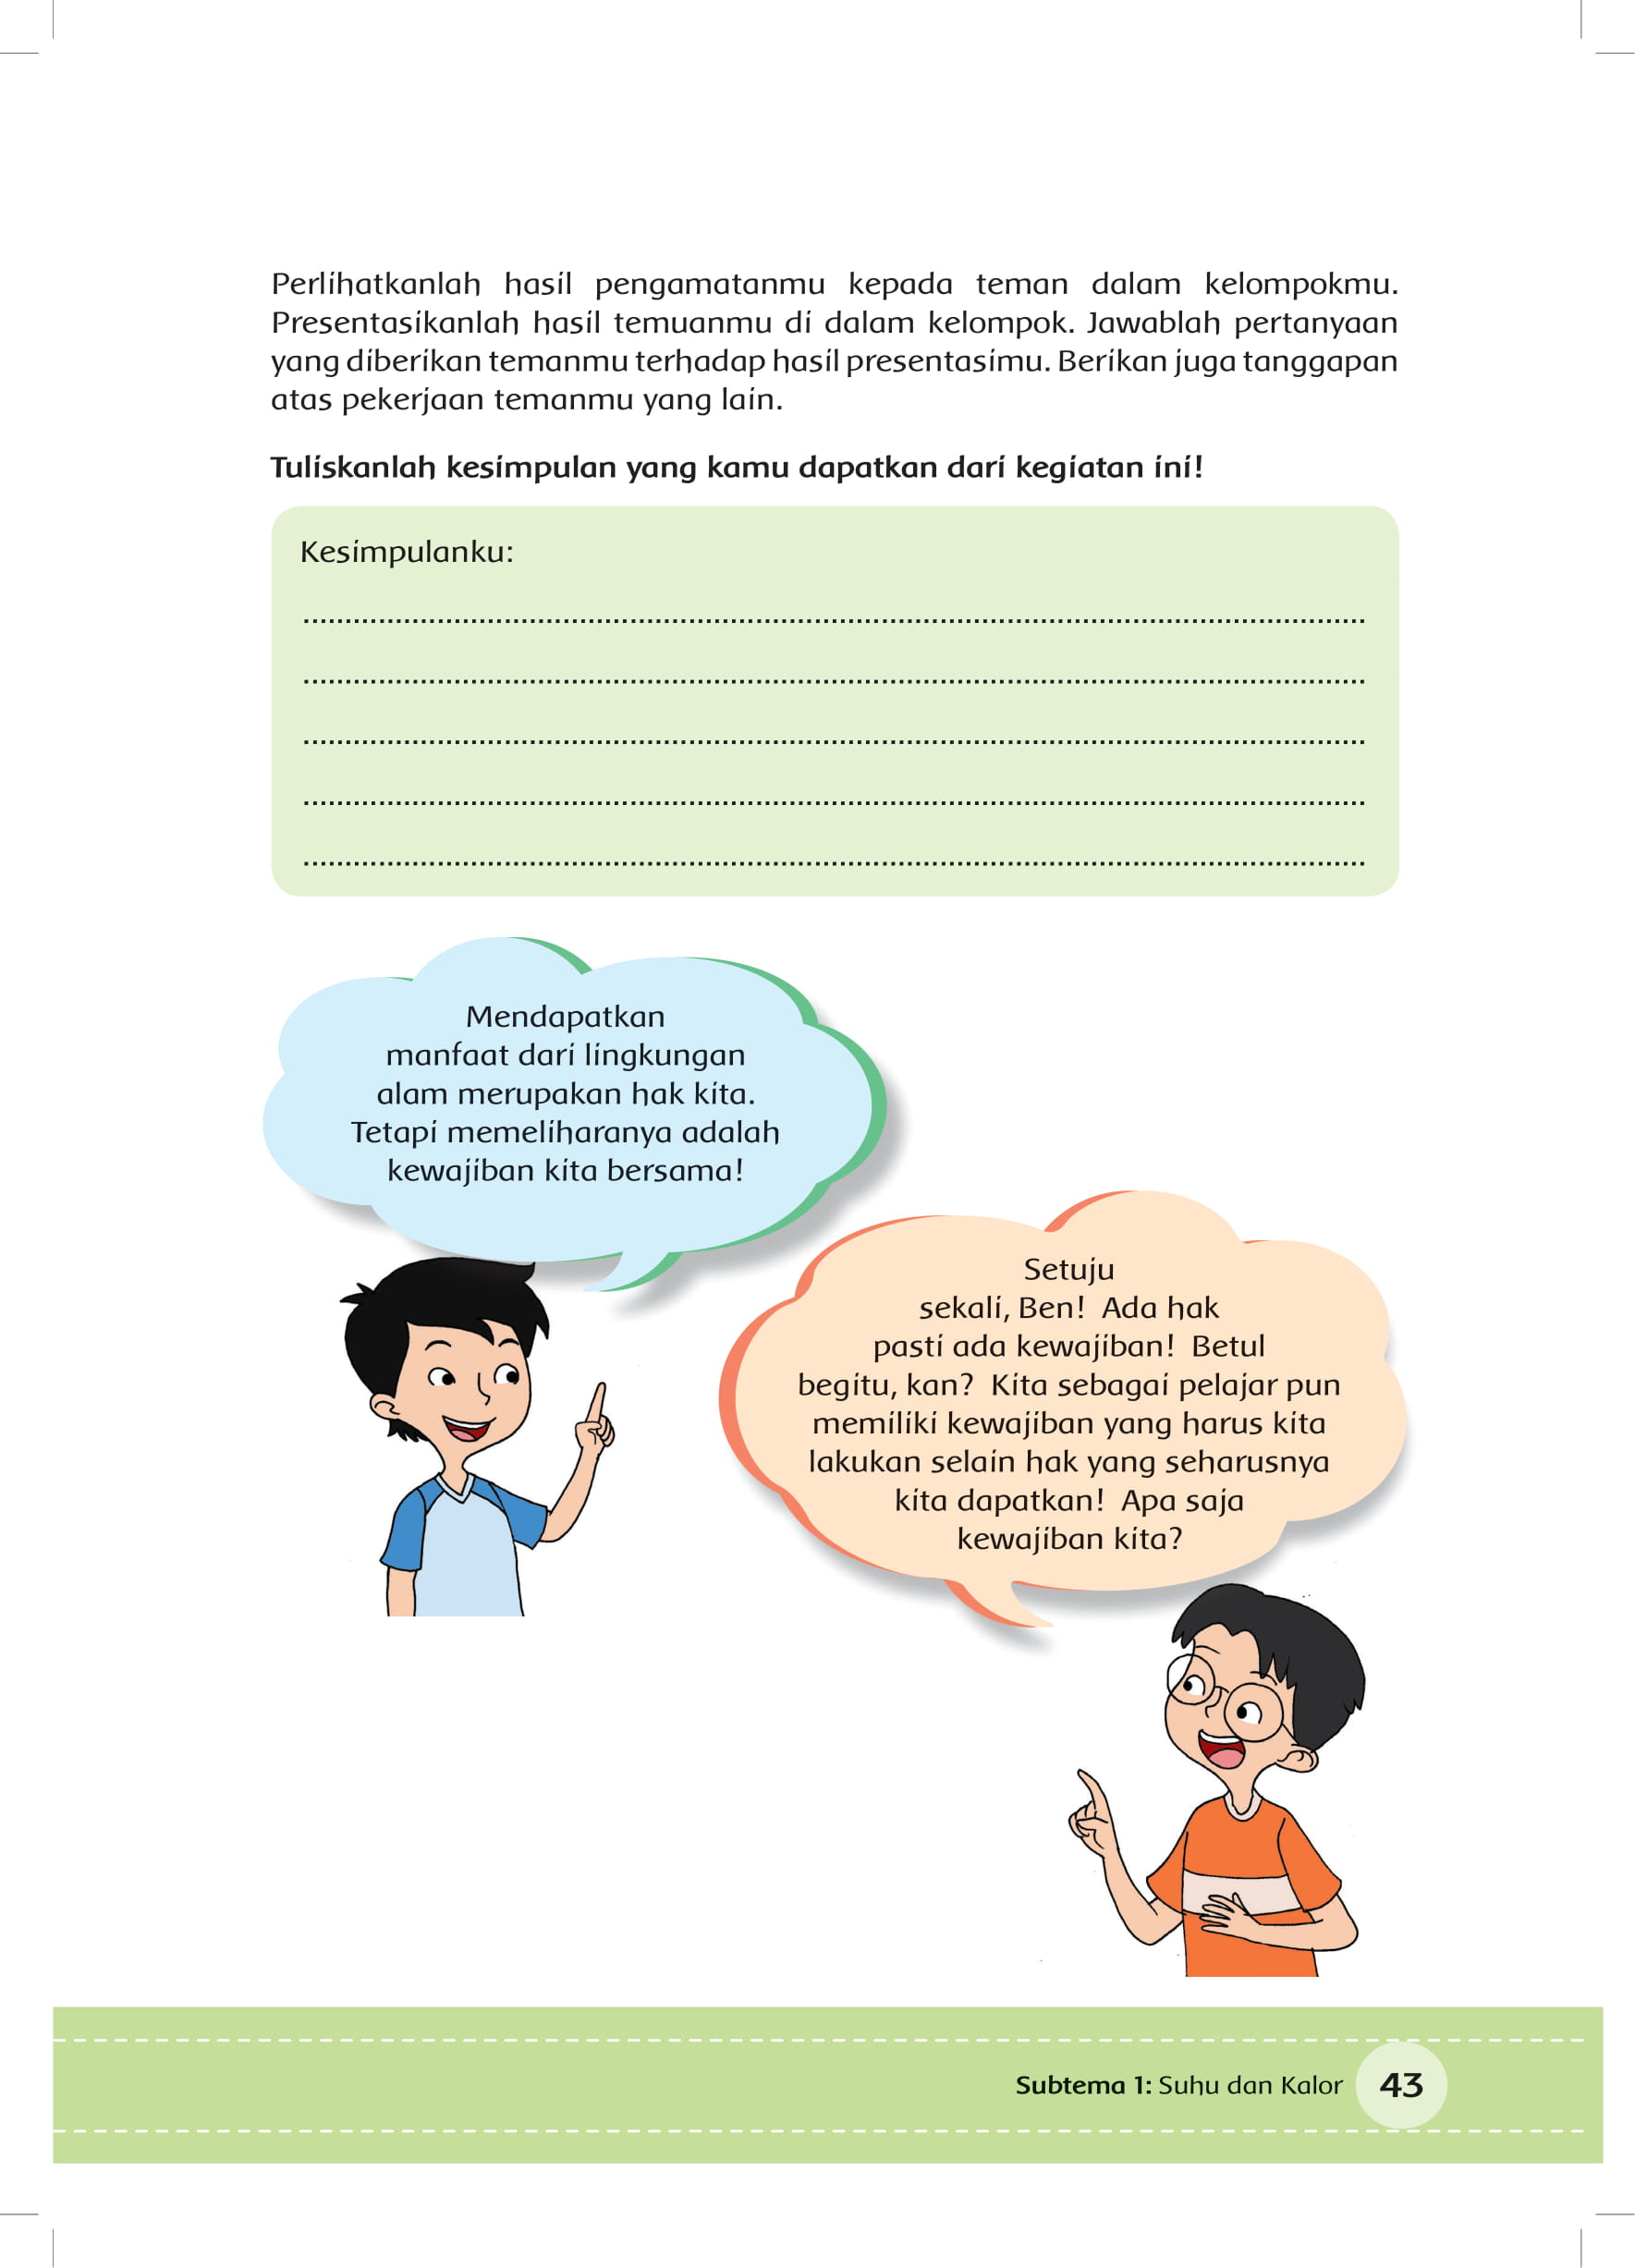 Perlihatkanlah hasil pengamatanmu kepada teman dalam kelompokmu.
Presentasikanlah hasil temuanmu di dalam kelompok. Jawablah pertanyaan
yang diberikan temanmu terhadap hasil presentasimu. Berikan juga tanggapan
atas pekerjaan temanmu yang lain.
Tuliskanlah kesimpulan yang kamu dapatkan dari kegiatan ini!
Kesimpulanku:
Mendapatkan
manfaat dari lingkungan
alam merupakan hak kita.
Tetapi memeliharanya adalah
kewajiban kita bersama!
Setuju
sekali, Ben! Ada hak
pasti ada kewajiban! Betul
begitu, kan? Kita sebagai pelajar pun
memiliki kewajiban yang harus kita
lakukan selain hak yang seharusnya
kita dapatkan! Apa saja
kewajiban kita?
Subtema 1: Suhu dan Kalor 43